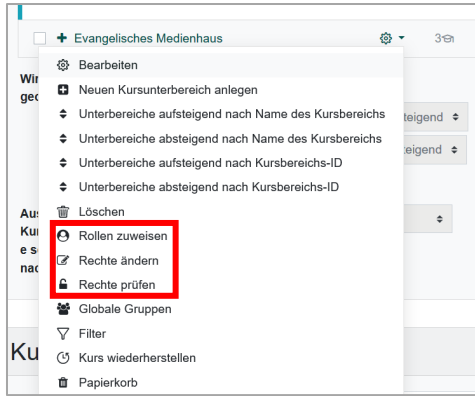 Evangelisches Medienhaus
3
Bearbeiten
Neuen Kursunterbereich anlegen
Unterbereiche aufsteigend nach Name des Kursbereichs
Unterbereiche absteigend nach Name des Kursbereichs
Unterbereiche aufsteigend nach Kursbereichs-ID
Unterbereiche absteigend nach Kursbereichs-ID
Löschen
Rollen zuweisen
Rechte ändern
Rechte prüfen
Globale Gruppen
Filter
Kurs wiederherstellen
Papierkorb